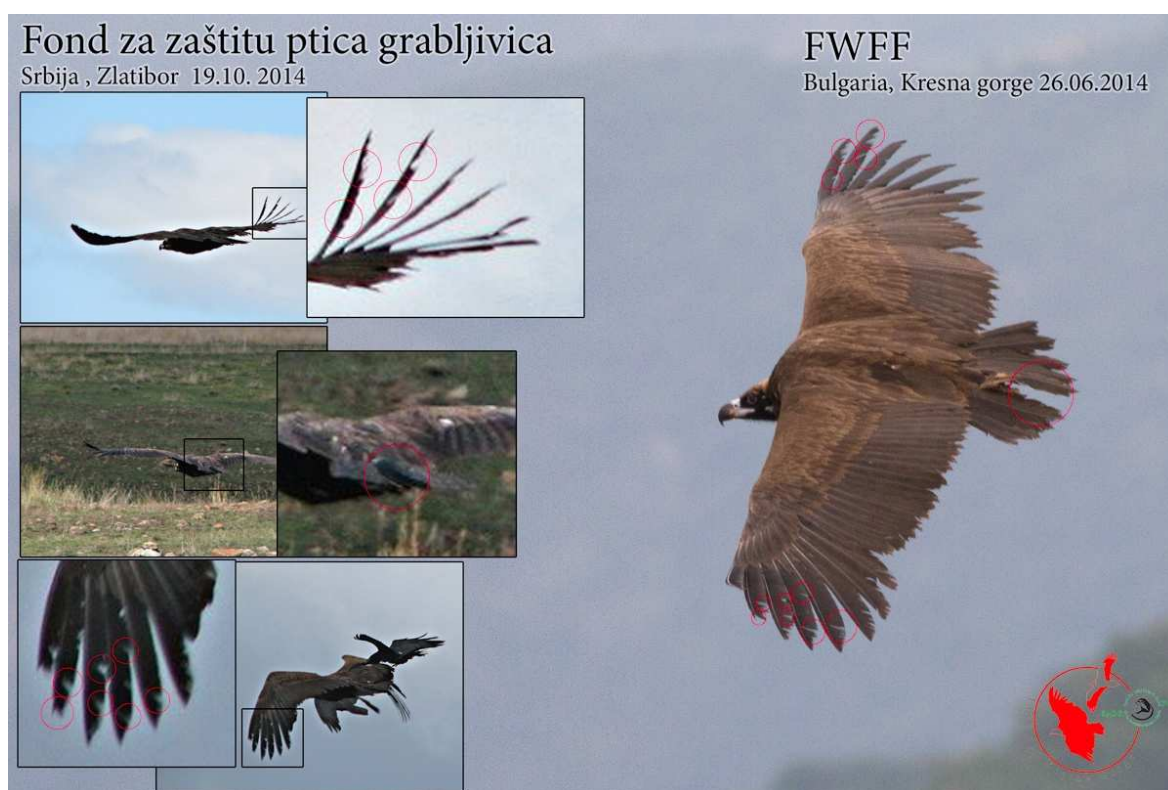 Fond za zaštitu ptica grabljivica
Srbija , Zlatibor 19.10. 2014
FWFF
Bulgaria, Kresna gorge 26.06.2014